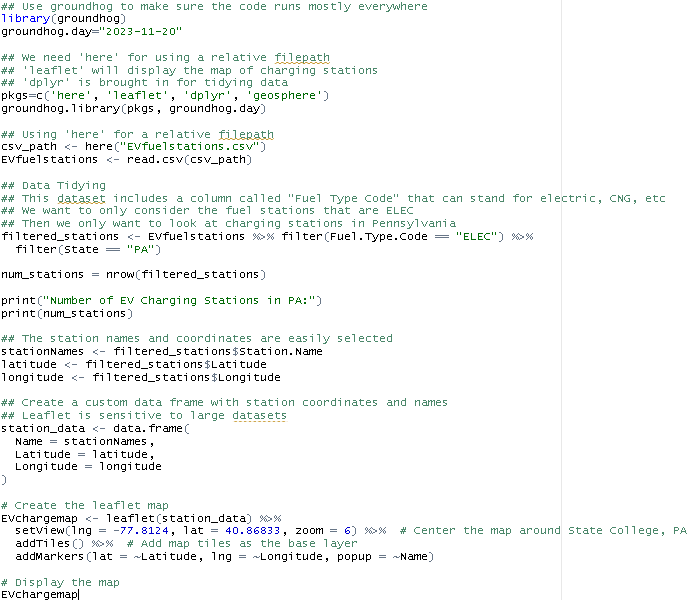 ## Use groundhog to make sure the code runs mostly everywhere
library(groundhog)
groundhog.day="2023-11-20"
## We need 'here' for using a relative filepath
## 'leaflet' will display the map of charging stations
## 'dplyr' is brought in for tidying data
pkgs=c('here', 'leaflet', 'dplyr', 'geosphere')
groundhog.library(pkgs, groundhog.day)
## Using 'here' for a relative filepath
csv_path <- here("EVfuelstations.csv")
EVfuelstations <- read.csv(csv_path)
## Data Tidying
## This dataset includes a column called "Fuel Type Code" that can stand for electric, CNG, etc
## We want to only consider the fuel stations that are ELEC
## Then we only want to look at charging stations in Pennsylvania
filtered_stations <- EVfuelstations %>% filter(Fuel.Type.Code == "ELEC") %>%
  filter(State == "PA")
num_stations = nrow(filtered_stations)
print("Number of EV Charging Stations in PA:")
print(num_stations)
## The station names and coordinates are easily selected
stationNames <- filtered_stations$Station.Name
latitude <- filtered_stations$Latitude
longitude <- filtered_stations$Longitude
## Create a custom data frame with station coordinates and names
## Leaflet is sensitive to large datasets
station_data <- data.frame(
  Name = stationNames,
  Latitude = latitude,
  Longitude = longitude
)
# Create the leaflet map
EVchargemap <- leaflet(station_data) %>%
  setView(lng = -77.8124, lat = 40.86833, zoom = 6) %>%  # Center the map around State College, PA
  addTiles() %>%  # Add map tiles as the base layer
  addMarkers(lat = ~Latitude, lng = ~Longitude, popup = ~Name)
# Display the map
EVchargemap